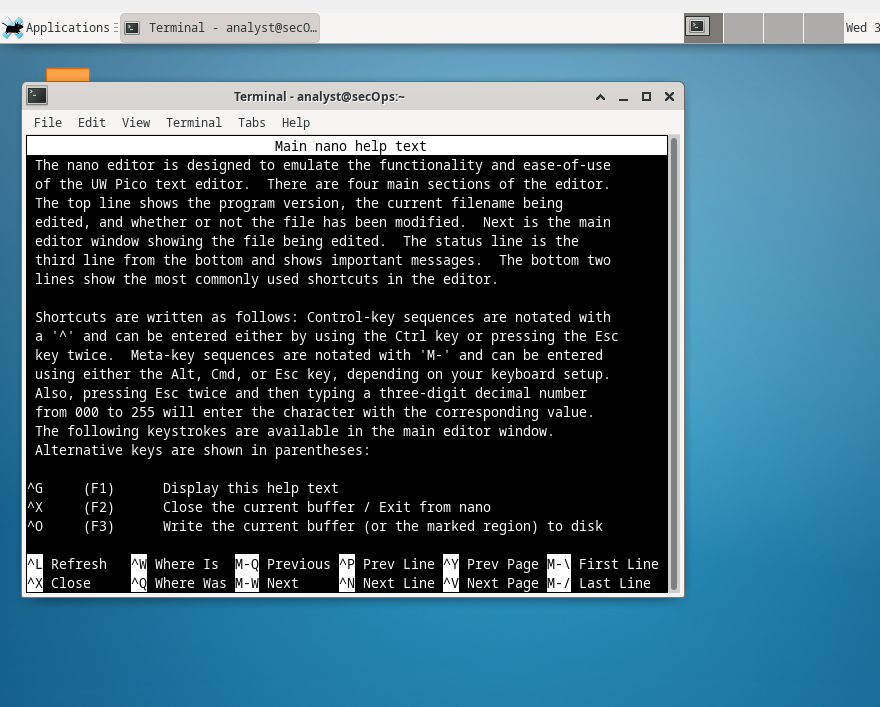 Applications
Terminal - analyst@secO...
Wed 3
Terminal - analyst@secOps:~
File Edit View Terminal Tabs Help
Main nano help text
The nano editor is designed to emulate the functionality and ease-of-use
of the UW Pico text editor.  There are four main sections of the editor.
The top line shows the program version, the current filename being
edited, and whether or not the file has been modified.  Next is the main
editor window showing the file being edited.  The status line is the
third line from the bottom and shows important messages.  The bottom two
lines show the most commonly used shortcuts in the editor.
Shortcuts are written as follows: Control-key sequences are notated with
a '^' and can be entered either by using the Ctrl key or pressing the Esc
key twice.  Meta-key sequences are notated with 'M-' and can be entered
using either the Alt, Cmd, or Esc key, depending on your keyboard setup.
Also, pressing Esc twice and then typing a three-digit decimal number
from 000 to 255 will enter the character with the corresponding value.
The following keystrokes are available in the main editor window.
Alternative keys are shown in parentheses:
^G (F1) Display this help text
^X (F2) Close the current buffer / Exit from nano
^O (F3) Write the current buffer (or the marked region) to disk
^L Refresh ^W Where Is M-Q Previous ^P Prev Line ^Y Prev Page M-\ First Line
^X Close ^Q Where Was M-W Next ^N Next Line ^V Next Page M-/ Last Line